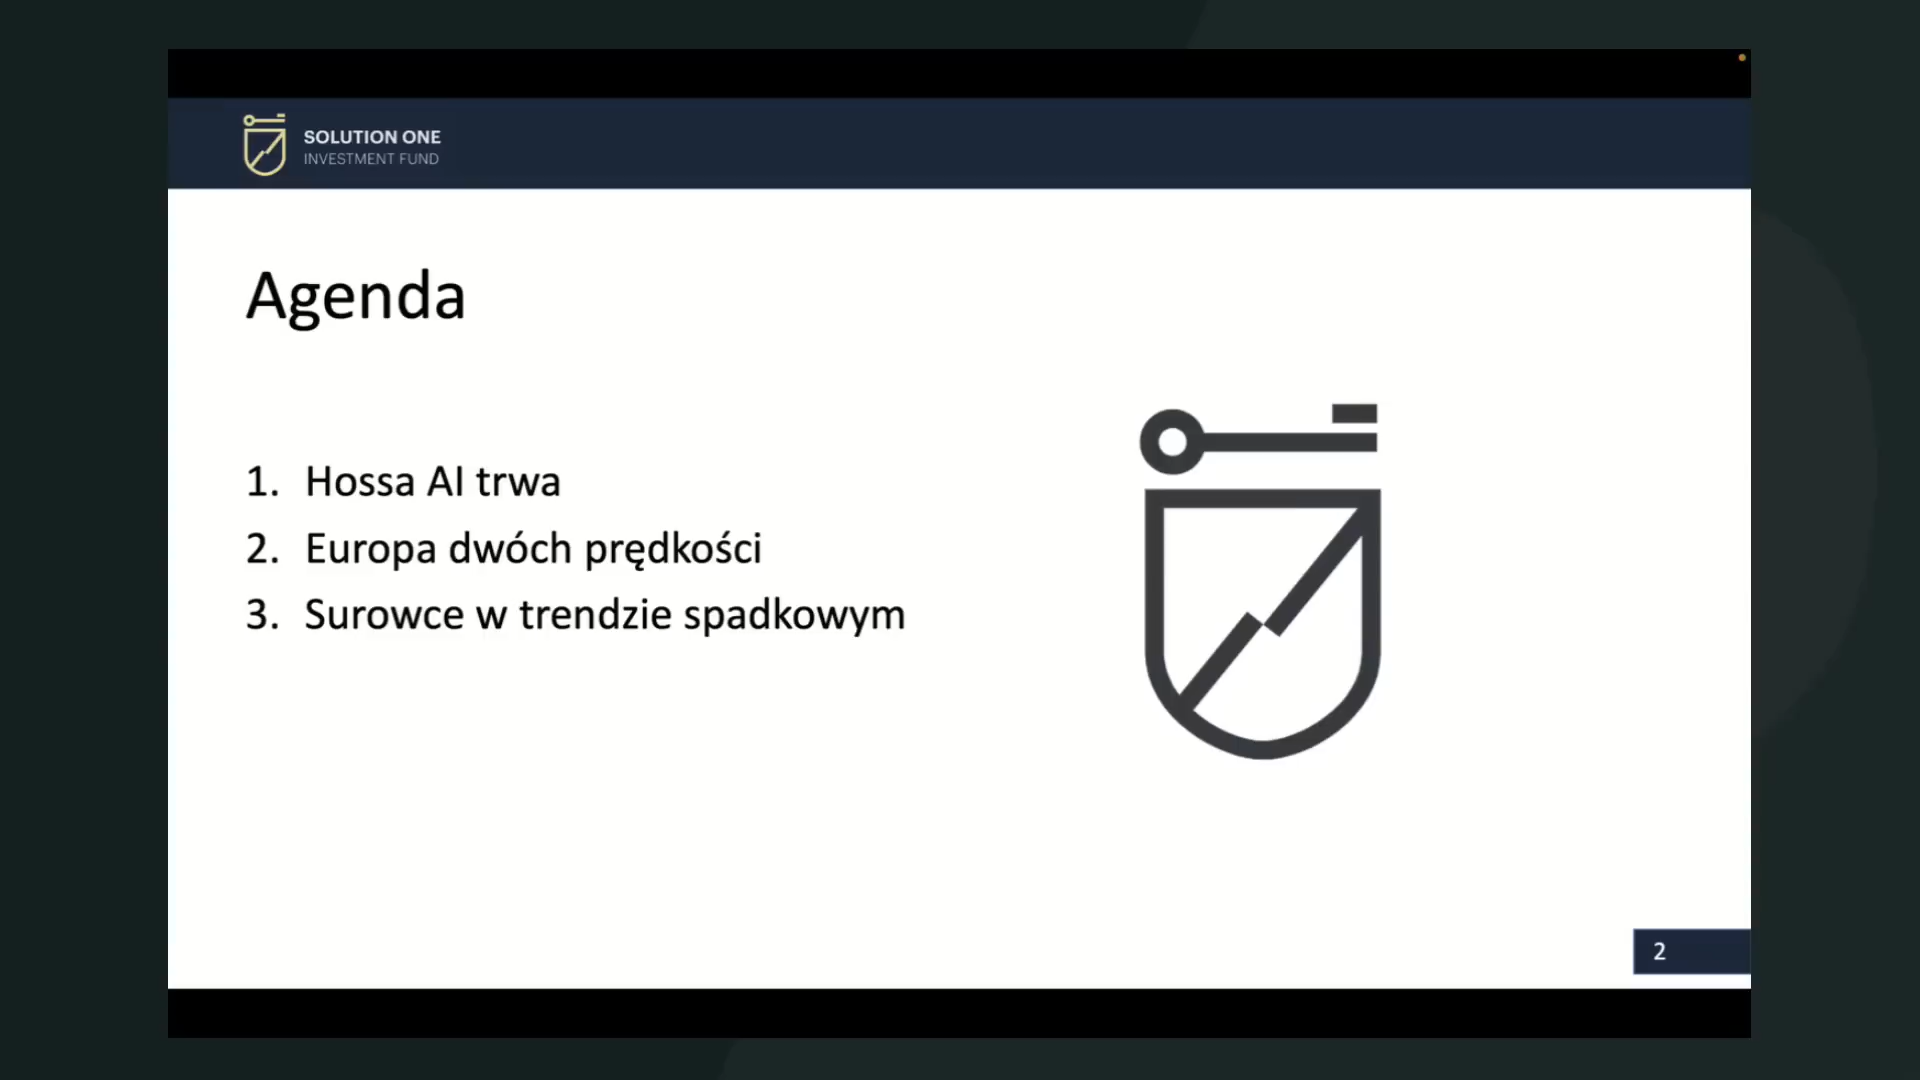 SOLUTION ONE
INVESTMENT FUND
Agenda
1. Hossa AI trwa
2. Europa dwóch prędkości
3. Surowce w trendzie spadkowym
2